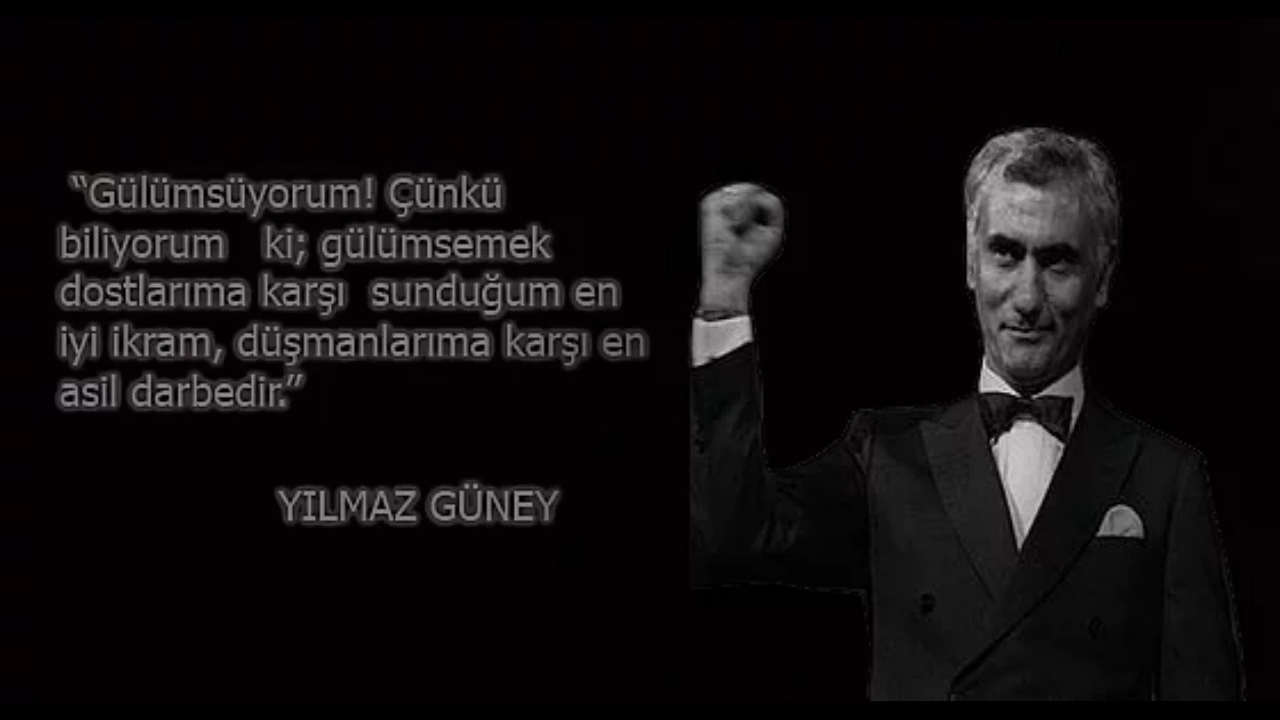 “Gülümsüyorum! Çünkü
biliyorum ki; gülümsemek
dostlarıma karşı sunduğum en
iyi ikram, düşmanlarıma karşı en
asil darbedir.”
YILMAZ GÜNEY